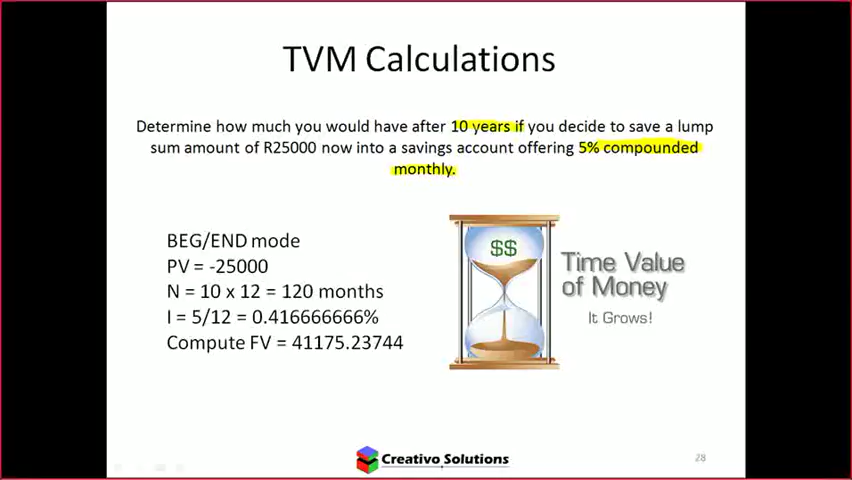 TVM Calculations
Determine how much you would have after 10 years if you decide to save a lump
sum amount of R25000 now into a savings account offering 5% compounded
monthly.
BEG/END mode
PV = -25000
N = 10 x 12 = 120 months
I = 5/12 = 0.416666666%
Compute FV = 41175.23744
$$
Time Value
of Money
It Grows!
Creativo Solutions
28